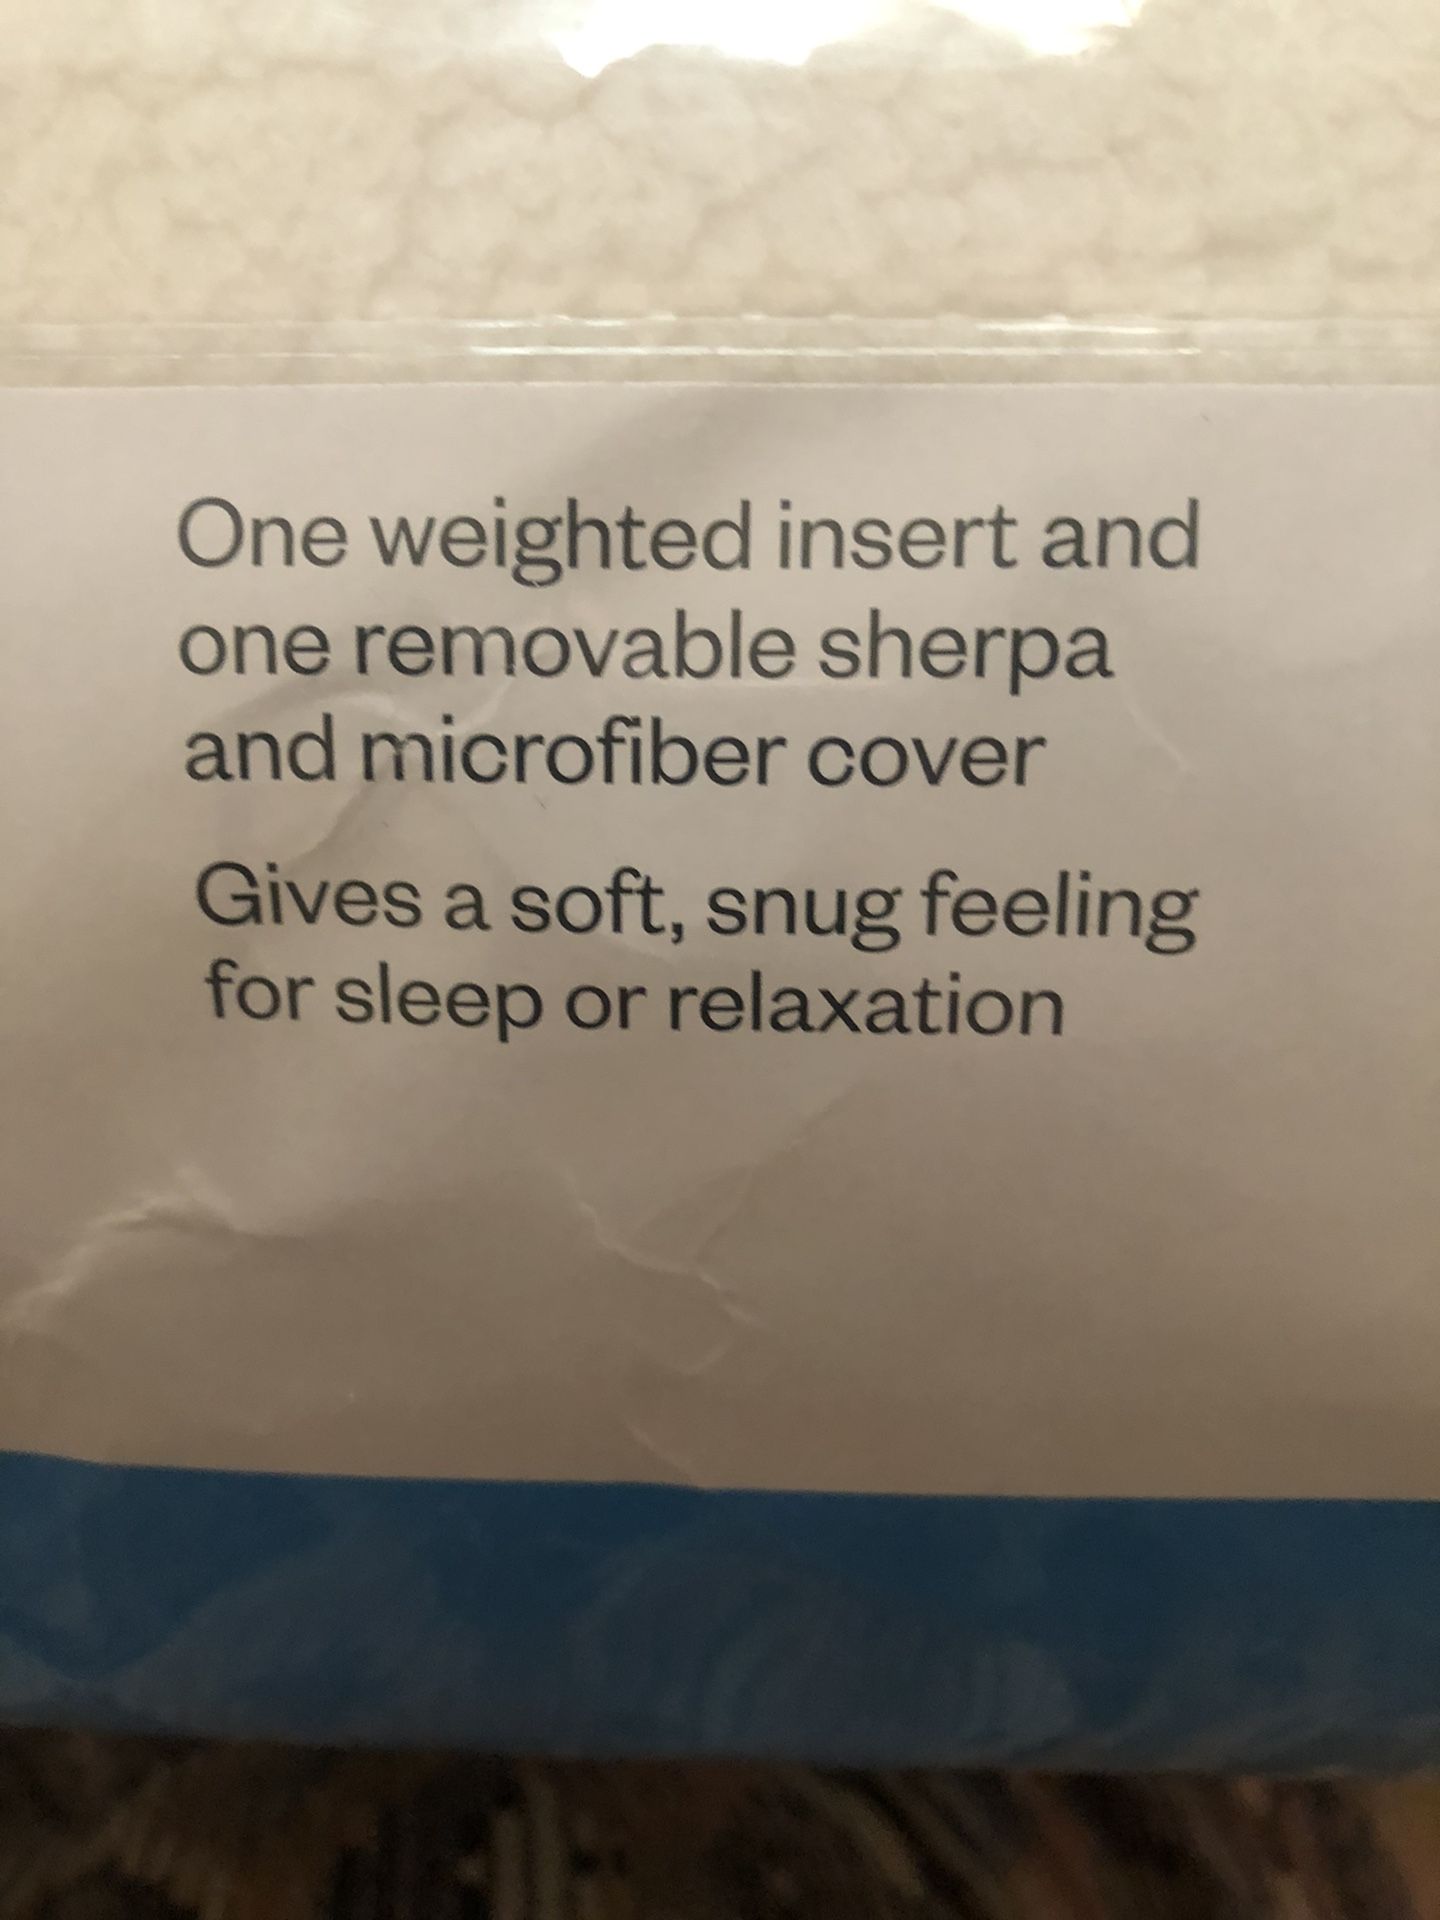 One weighted insert and
one removable sherpa
and microfiber cover
Gives a soft, snug feeling
for sleep or relaxation